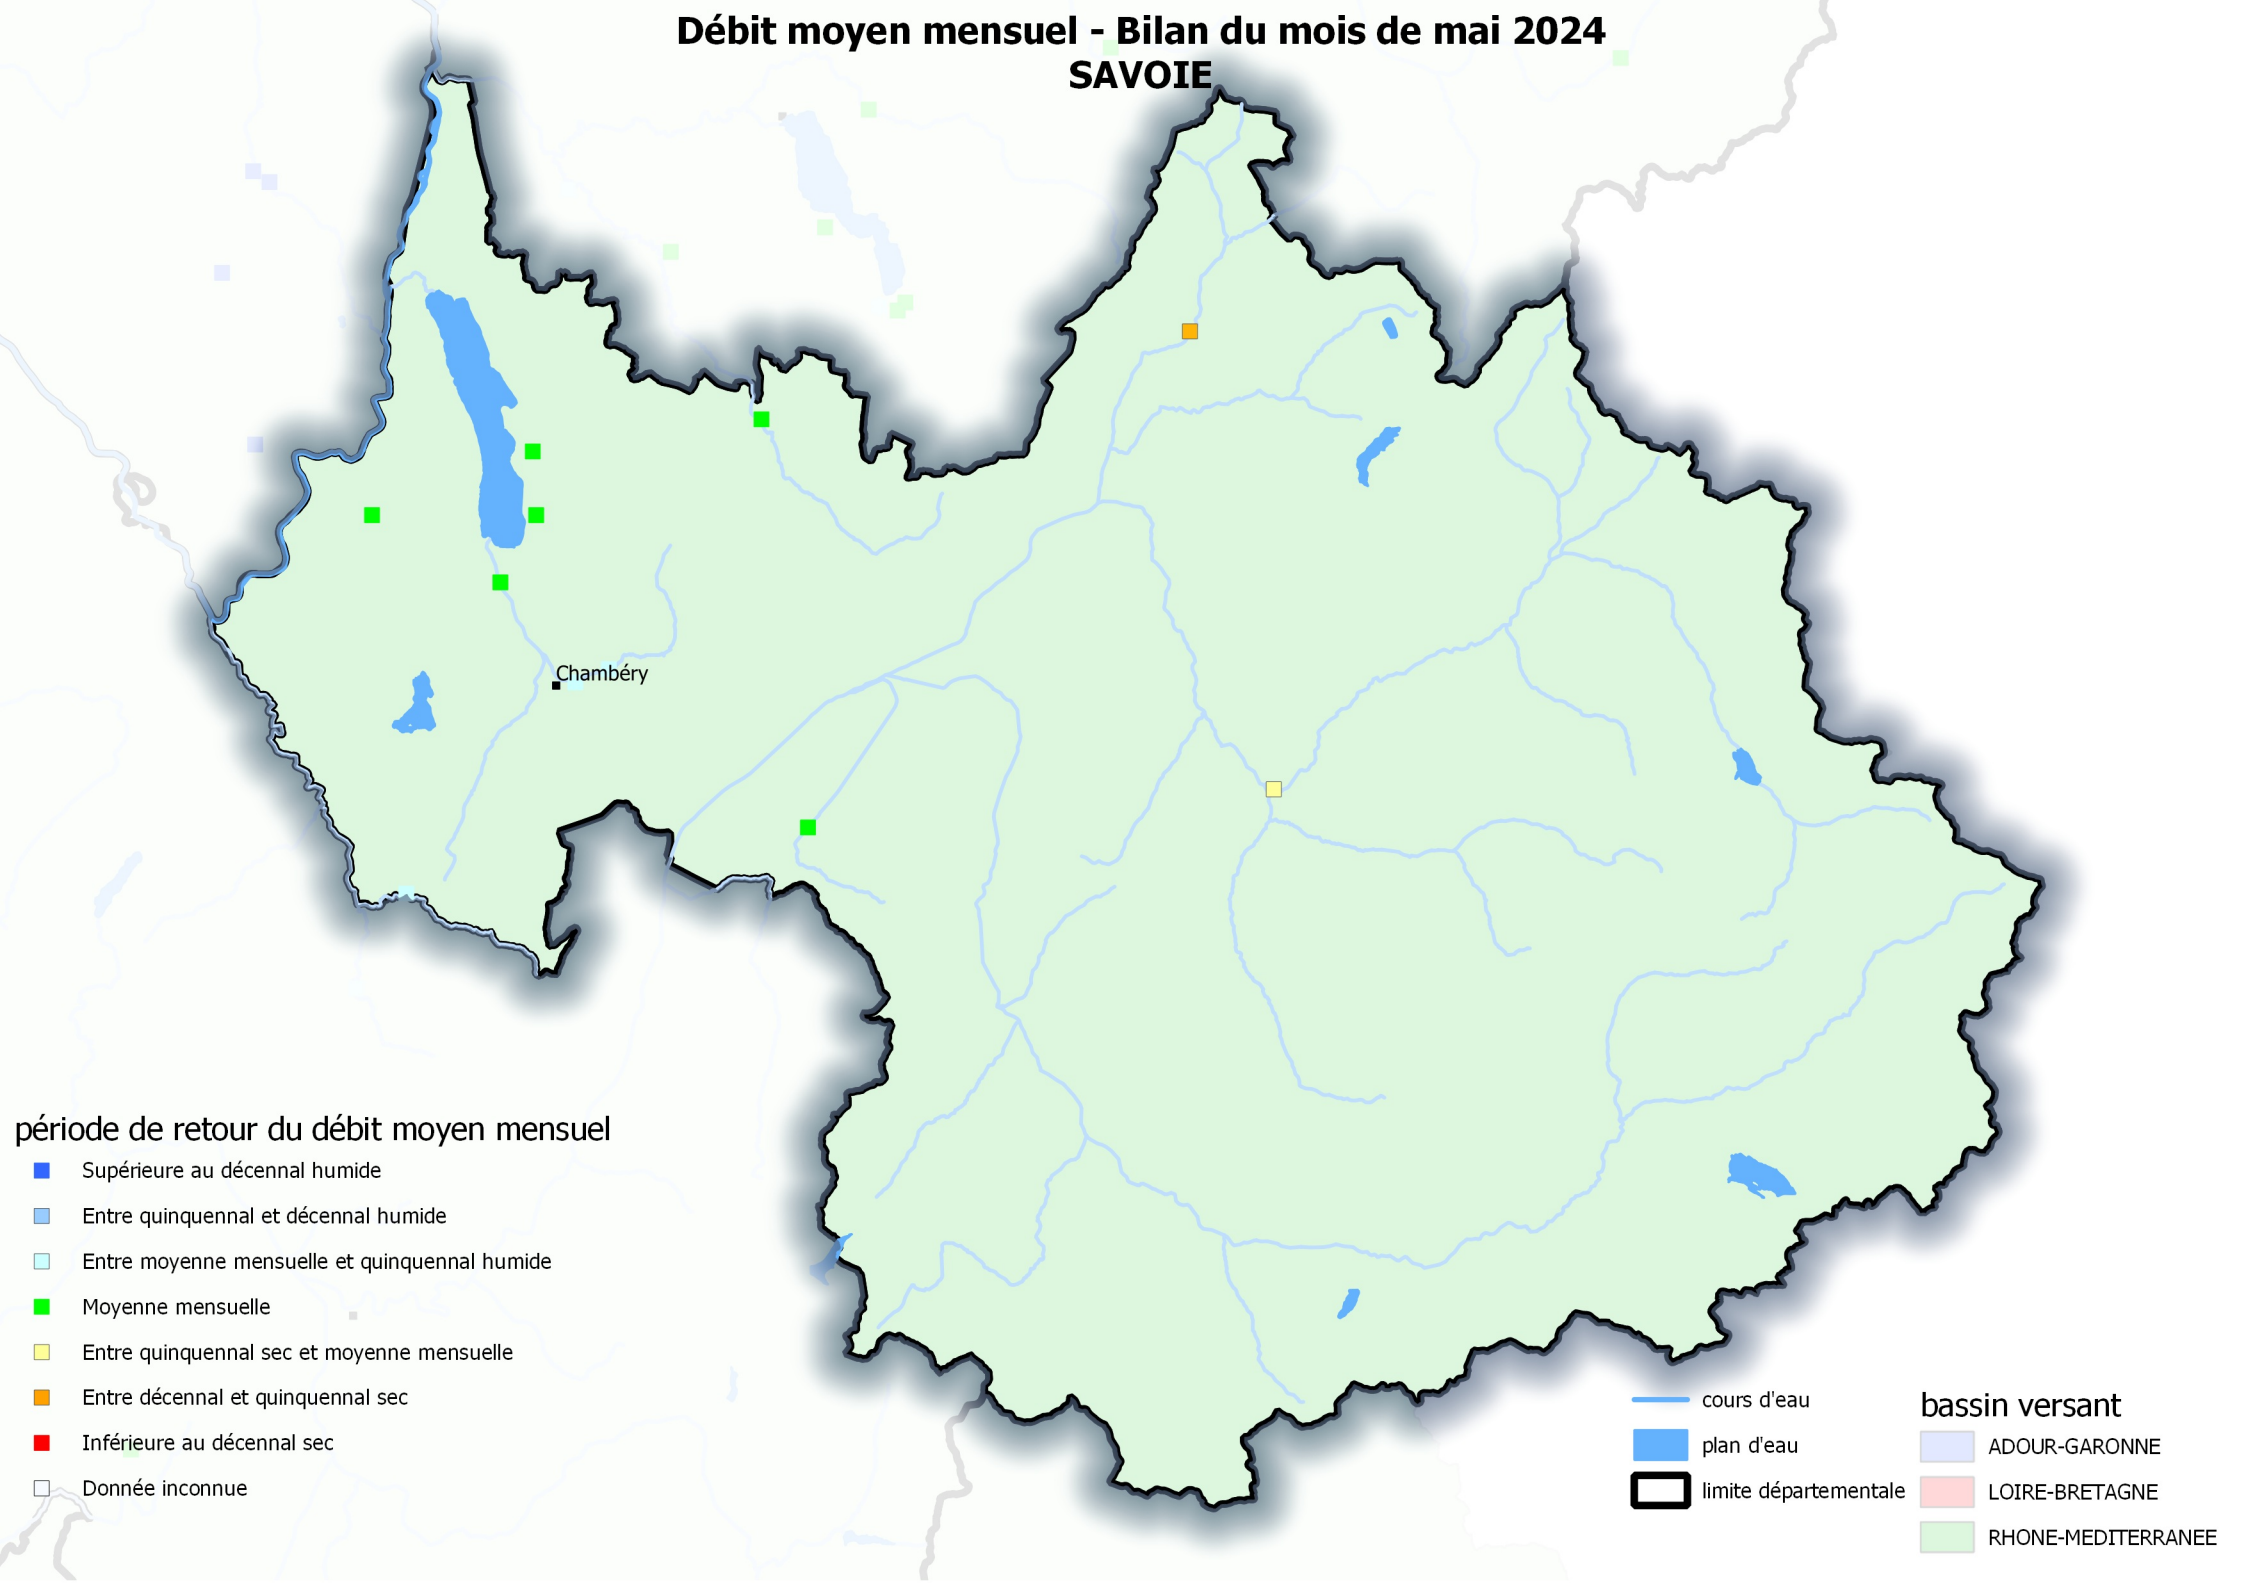 Débit moyen mensuel - Bilan du mois de mai 2024
SAVOIE
Chambéry
période de retour du débit moyen mensuel
Supérieure au décennal humide
Entre quinquennal et décennal humide
Entre moyenne mensuelle et quinquennal humide
Moyenne mensuelle
Entre quinquennal sec et moyenne mensuelle
Entre décennal et quinquennal sec
Inférieure au décennal sec
Donnée inconnue
cours d'eau
plan d'eau
limite départementale
bassin versant
ADOUR-GARONNE
LOIRE-BRETAGNE
RHONE-MEDITERRANEE